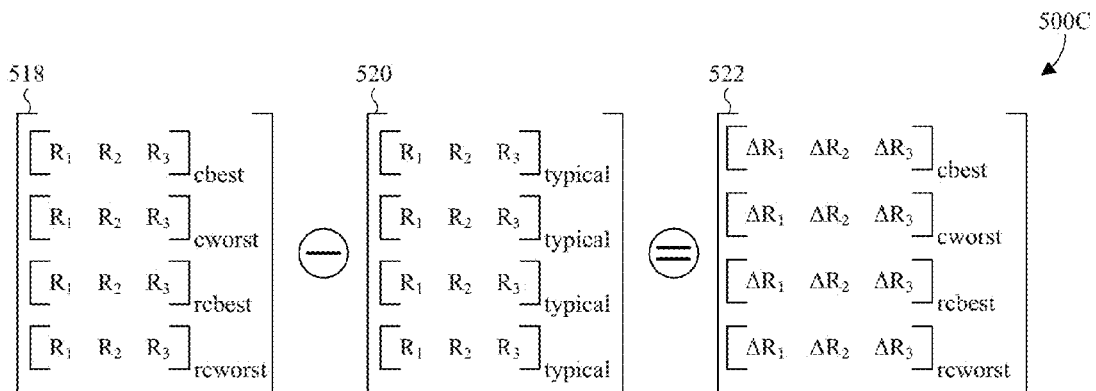 500C
518 520 522
[R₁ R₂ R₃]cbest [R₁ R₂ R₃]typical [ΔR₁ ΔR₂ ΔR₃]cbest
[R₁ R₂ R₃]cworst [R₁ R₂ R₃]typical [ΔR₁ ΔR₂ ΔR₃]cworst
− =
[R₁ R₂ R₃]rcbest [R₁ R₂ R₃]typical [ΔR₁ ΔR₂ ΔR₃]rcbest
[R₁ R₂ R₃]rcworst [R₁ R₂ R₃]typical [ΔR₁ ΔR₂ ΔR₃]rcworst